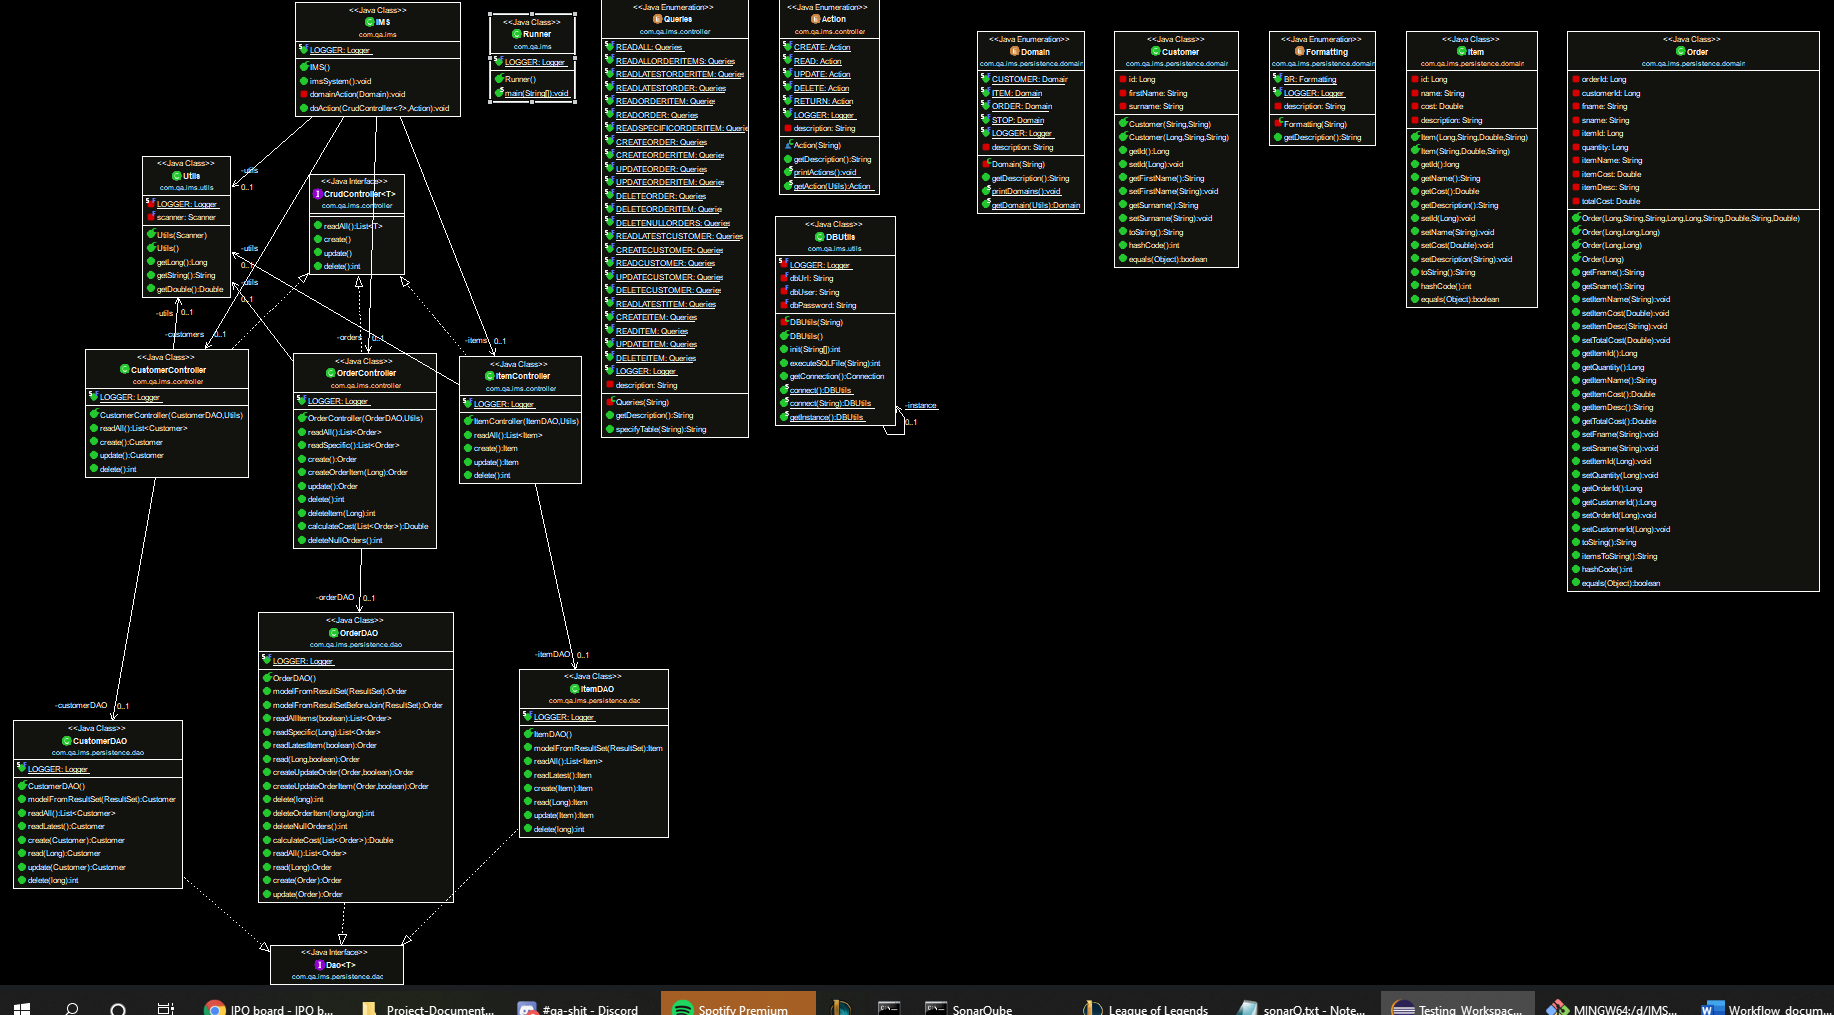 <<Java Class>>
IMS
com.qa.ims
LOGGER: Logger
IMS()
imsSystem():void
domainAction(Domain):void
doAction(CrudController<?>,Action):void
<<Java Class>>
Runner
com.qa.ims
LOGGER: Logger
Runner()
main(String[]):void
<<Java Enumeration>>
Queries
com.qa.ims.controller
READALL: Queries
READALLORDERITEMS: Queries
READLATESTORDERITEM: Queries
READLATESTORDER: Queries
READORDERITEM: Queries
READORDER: Queries
READSPECIFICORDERITEM: Querie
CREATEORDER: Queries
CREATEORDERITEM: Queries
UPDATEORDER: Queries
UPDATEORDERITEM: Queries
DELETEORDER: Queries
DELETEORDERITEM: Queries
DELETENULLORDERS: Queries
READLATESTCUSTOMER: Queries
CREATECUSTOMER: Queries
READCUSTOMER: Queries
UPDATECUSTOMER: Queries
DELETECUSTOMER: Queries
READLATESTITEM: Queries
CREATEITEM: Queries
READITEM: Queries
UPDATEITEM: Queries
DELETEITEM: Queries
LOGGER: Logger
description: String
Queries(String)
getDescription():String
specifyTable(String):String
<<Java Enumeration>>
Action
com.qa.ims.controller
CREATE: Action
READ: Action
UPDATE: Action
DELETE: Action
RETURN: Action
LOGGER: Logger
description: String
Action(String)
getDescription():String
printActions():void
getAction(Utils):Action
<<Java Enumeration>>
Domain
com.qa.ims.persistence.domain
CUSTOMER: Domain
ITEM: Domain
ORDER: Domain
STOP: Domain
LOGGER: Logger
description: String
Domain(String)
getDescription():String
printDomains():void
getDomain(Utils):Domain
<<Java Class>>
Customer
com.qa.ims.persistence.domain
id: Long
firstName: String
surname: String
Customer(String,String)
Customer(Long,String,String)
getId():Long
setId(Long):void
getFirstName():String
setFirstName(String):void
getSurname():String
setSurname(String):void
toString():String
hashCode():int
equals(Object):boolean
<<Java Enumeration>>
Formatting
com.qa.ims.persistence.domain
BR: Formatting
LOGGER: Logger
description: String
Formatting(String)
getDescription():String
<<Java Class>>
Item
com.qa.ims.persistence.domain
id: Long
name: String
cost: Double
description: String
Item(Long,String,Double,String)
Item(String,Double,String)
getId():long
getName():String
getCost():Double
getDescription():String
setId(Long):void
setName(String):void
setCost(Double):void
setDescription(String):void
toString():String
hashCode():int
equals(Object):boolean
<<Java Class>>
Order
com.qa.ims.persistence.domain
orderId: Long
customerId: Long
fname: String
sname: String
itemId: Long
quantity: Long
itemName: String
itemCost: Double
itemDesc: String
totalCost: Double
Order(Long,String,String,Long,Long,String,Double,String,Double)
Order(Long,Long,Long)
Order(Long,Long)
Order(Long)
getFname():String
getSname():String
setItemName(String):void
setItemCost(Double):void
setItemDesc(String):void
setTotalCost(Double):void
getItemId():Long
getQuantity():Long
getItemName():String
getItemCost():Double
getItemDesc():String
getTotalCost():Double
setFname(String):void
setSname(String):void
setItemId(Long):void
setQuantity(Long):void
getOrderId():Long
getCustomerId():Long
setOrderId(Long):void
setCustomerId(Long):void
toString():String
itemsToString():String
hashCode():int
equals(Object):boolean
<<Java Class>>
Utils
com.qa.ims.utils
LOGGER: Logger
scanner: Scanner
Utils(Scanner)
Utils()
getLong():Long
getString():String
getDouble():Double
-utils
0..1
-utils
0..1
-utils
0..1
-utils
0..1
<<Java Interface>>
CrudController<T>
com.qa.ims.controller
readAll():List<T>
create()
update()
delete():int
<<Java Class>>
DBUtils
com.qa.ims.utils
LOGGER: Logger
dbUrl: String
dbUser: String
dbPassword: String
DBUtils(String)
DBUtils()
init(String[]):int
executeSQLFile(String):int
getConnection():Connection
connect():DBUtils
connect(String):DBUtils
getInstance():DBUtils
-instance
0..1
-customers
0..1
-orders
0..1
-items
0..1
<<Java Class>>
CustomerController
com.qa.ims.controller
LOGGER: Logger
CustomerController(CustomerDAO,Utils)
readAll():List<Customer>
create():Customer
update():Customer
delete():int
<<Java Class>>
OrderController
com.qa.ims.controller
LOGGER: Logger
OrderController(OrderDAO,Utils)
readAll():List<Order>
readSpecific():List<Order>
create():Order
createOrderItem(Long):Order
update():Order
delete():int
deleteItem(Long):int
calculateCost(List<Order>):Double
deleteNullOrders():int
<<Java Class>>
ItemController
com.qa.ims.controller
LOGGER: Logger
ItemController(ItemDAO,Utils)
readAll():List<Item>
create():Item
update():Item
delete():int
-orderDAO
0..1
-itemDAO
0..1
-customerDAO
0..1
<<Java Class>>
OrderDAO
com.qa.ims.persistence.dao
LOGGER: Logger
OrderDAO()
modelFromResultSet(ResultSet):Order
modelFromResultSetBeforeJoin(ResultSet):Order
readAllItems(boolean):List<Order>
readSpecific(Long):List<Order>
readLatestItem(boolean):Order
read(Long,boolean):Order
createUpdateOrder(Order,boolean):Order
createUpdateOrderItem(Order,boolean):Order
delete(long):int
deleteOrderItem(long,long):int
deleteNullOrders():int
calculateCost(List<Order>):Double
readAll():List<Order>
read(Long):Order
create(Order):Order
update(Order):Order
<<Java Class>>
ItemDAO
com.qa.ims.persistence.dao
LOGGER: Logger
ItemDAO()
modelFromResultSet(ResultSet):Item
readAll():List<Item>
readLatest():Item
create(Item):Item
read(Long):Item
update(Item):Item
delete(long):int
<<Java Class>>
CustomerDAO
com.qa.ims.persistence.dao
LOGGER: Logger
CustomerDAO()
modelFromResultSet(ResultSet):Customer
readAll():List<Customer>
readLatest():Customer
create(Customer):Customer
read(Long):Customer
update(Customer):Customer
delete(long):int
<<Java Interface>>
Dao<T>
com.qa.ims.persistence.dao
IPO board - IPO b...
Project-Document...
#qa-shit - Discord
Spotify Premium
SonarQube
League of Legends
sonarQ.txt - Note...
Testing_Workspac...
MINGW64:/d/IMS...
Workflow_docum...